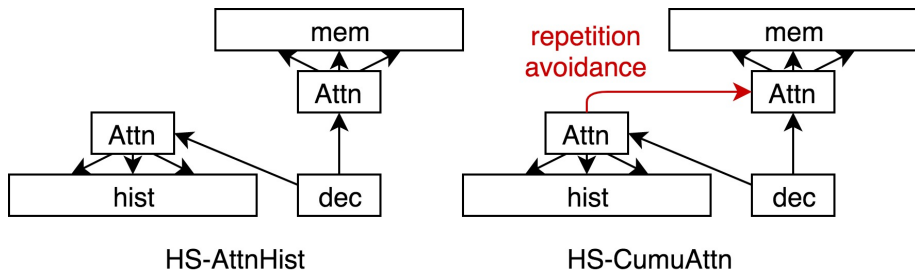 mem
Attn
Attn
hist
dec
HS-AttnHist
repetition
avoidance
mem
Attn
Attn
hist
dec
HS-CumuAttn